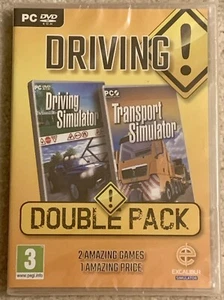 PC DVD
DRIVING!
PC DVD
Driving
Simulator
PC
Transport
Simulator
!
DOUBLE PACK
2 AMAZING GAMES
1 AMAZING PRICE
3
www.pegi.info
EXCALIBUR